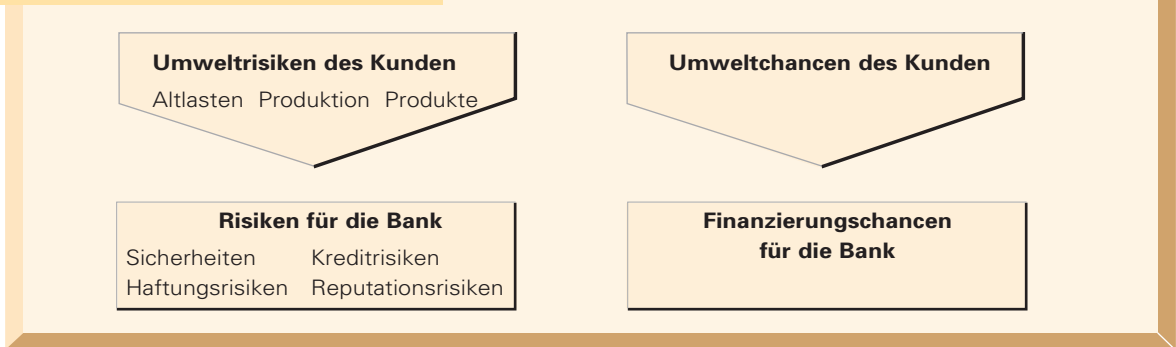 Umweltrisiken des Kunden
Altlasten Produktion Produkte
Umweltchancen des Kunden
Risiken für die Bank
Sicherheiten Kreditrisiken
Haftungsrisiken Reputationsrisiken
Finanzierungschancen
für die Bank